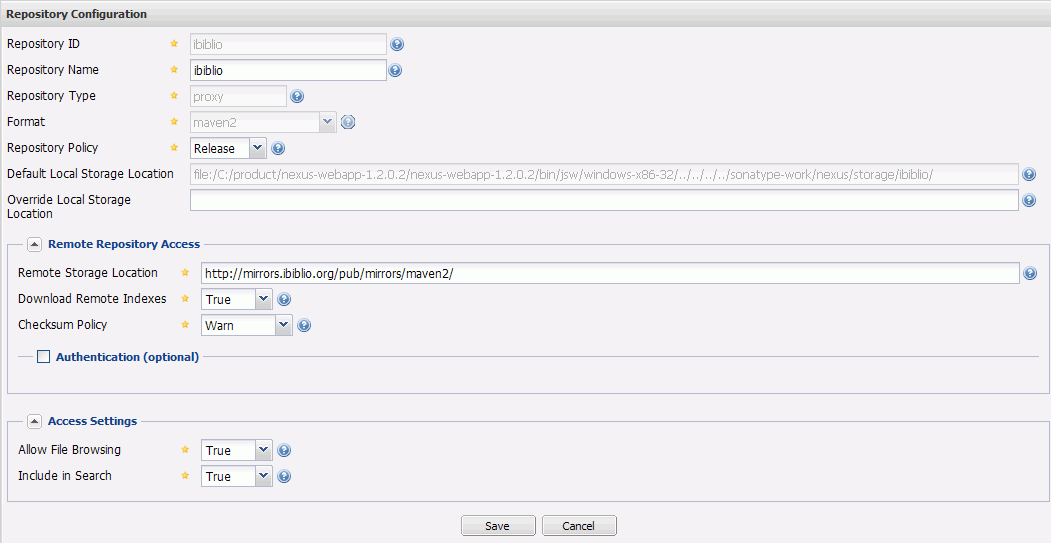 Repository Configuration
Repository ID ibiblio
Repository Name ibiblio
Repository Type proxy
Format maven2
Repository Policy Release
Default Local Storage Location file:/C:/product/nexus-webapp-1.2.0.2/nexus-webapp-1.2.0.2/bin/jsw/windows-x86-32/../../../../sonatype-work/nexus/storage/ibiblio/
Override Local Storage
Location
Remote Repository Access
Remote Storage Location http://mirrors.ibiblio.org/pub/mirrors/maven2/
Download Remote Indexes True
Checksum Policy Warn
Authentication (optional)
Access Settings
Allow File Browsing True
Include in Search True
Save Cancel